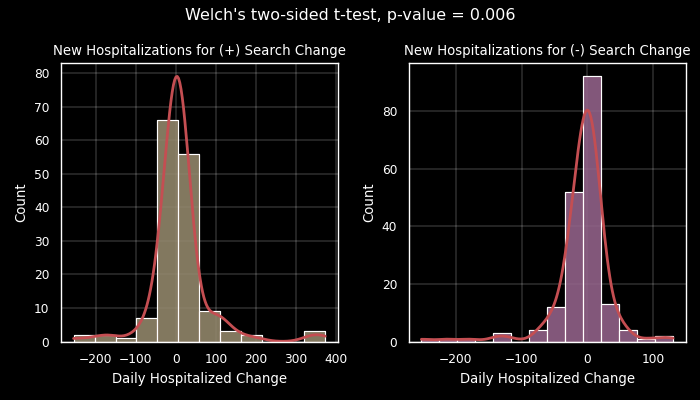 Welch's two-sided t-test, p-value = 0.006
New Hospitalizations for (+) Search Change
New Hospitalizations for (-) Search Change
Count
80
70
60
50
40
30
20
10
0
−200 −100 0 100 200 300 400
Daily Hospitalized Change
Count
80
60
40
20
0
−200 −100 0 100
Daily Hospitalized Change